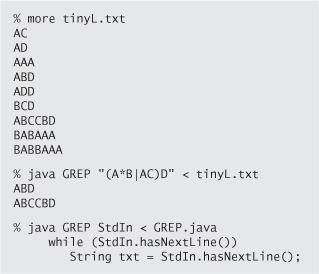 % more tinyL.txt
AC
AD
AAA
ABD
ADD
BCD
ABCCBD
BABAAA
BABBAAA
% java GREP "(A*B|AC)D" < tinyL.txt
ABD
ABCCBD
% java GREP StdIn < GREP.java
while (StdIn.hasNextLine())
String txt = StdIn.hasNextLine();